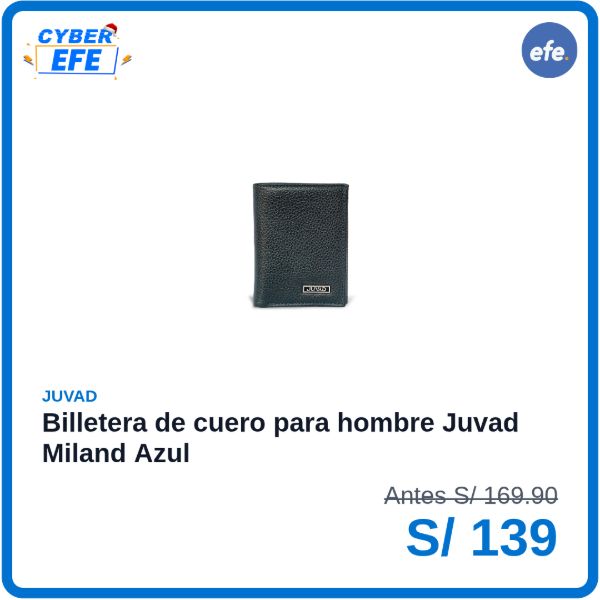 CYBER
EFE
efe.
JUVAD
JUVAD
Billetera de cuero para hombre Juvad
Miland Azul
Antes S/ 169.90
S/ 139